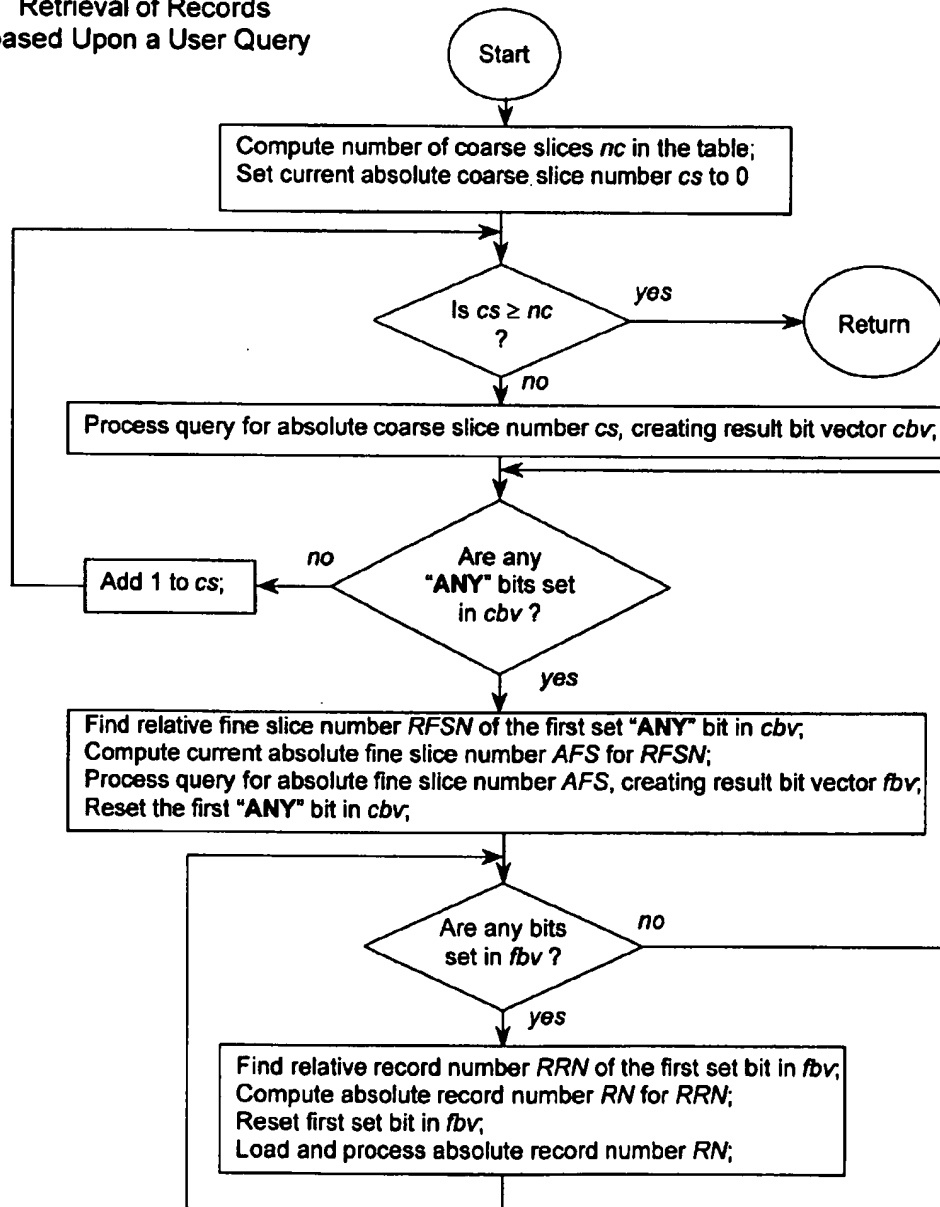 Retrieval of Records
ased Upon a User Query
Start
Compute number of coarse slices nc in the table;
Set current absolute coarse slice number cs to 0
Is cs ≥ nc
?
yes
Return
no
Process query for absolute coarse slice number cs, creating result bit vector cbv;
Are any
"ANY" bits set
in cbv ?
no
Add 1 to cs;
yes
Find relative fine slice number RFSN of the first set "ANY" bit in cbv;
Compute current absolute fine slice number AFS for RFSN;
Process query for absolute fine slice number AFS, creating result bit vector fbv;
Reset the first "ANY" bit in cbv;
Are any bits
set in fbv ?
no
yes
Find relative record number RRN of the first set bit in fbv;
Compute absolute record number RN for RRN;
Reset first set bit in fbv;
Load and process absolute record number RN;